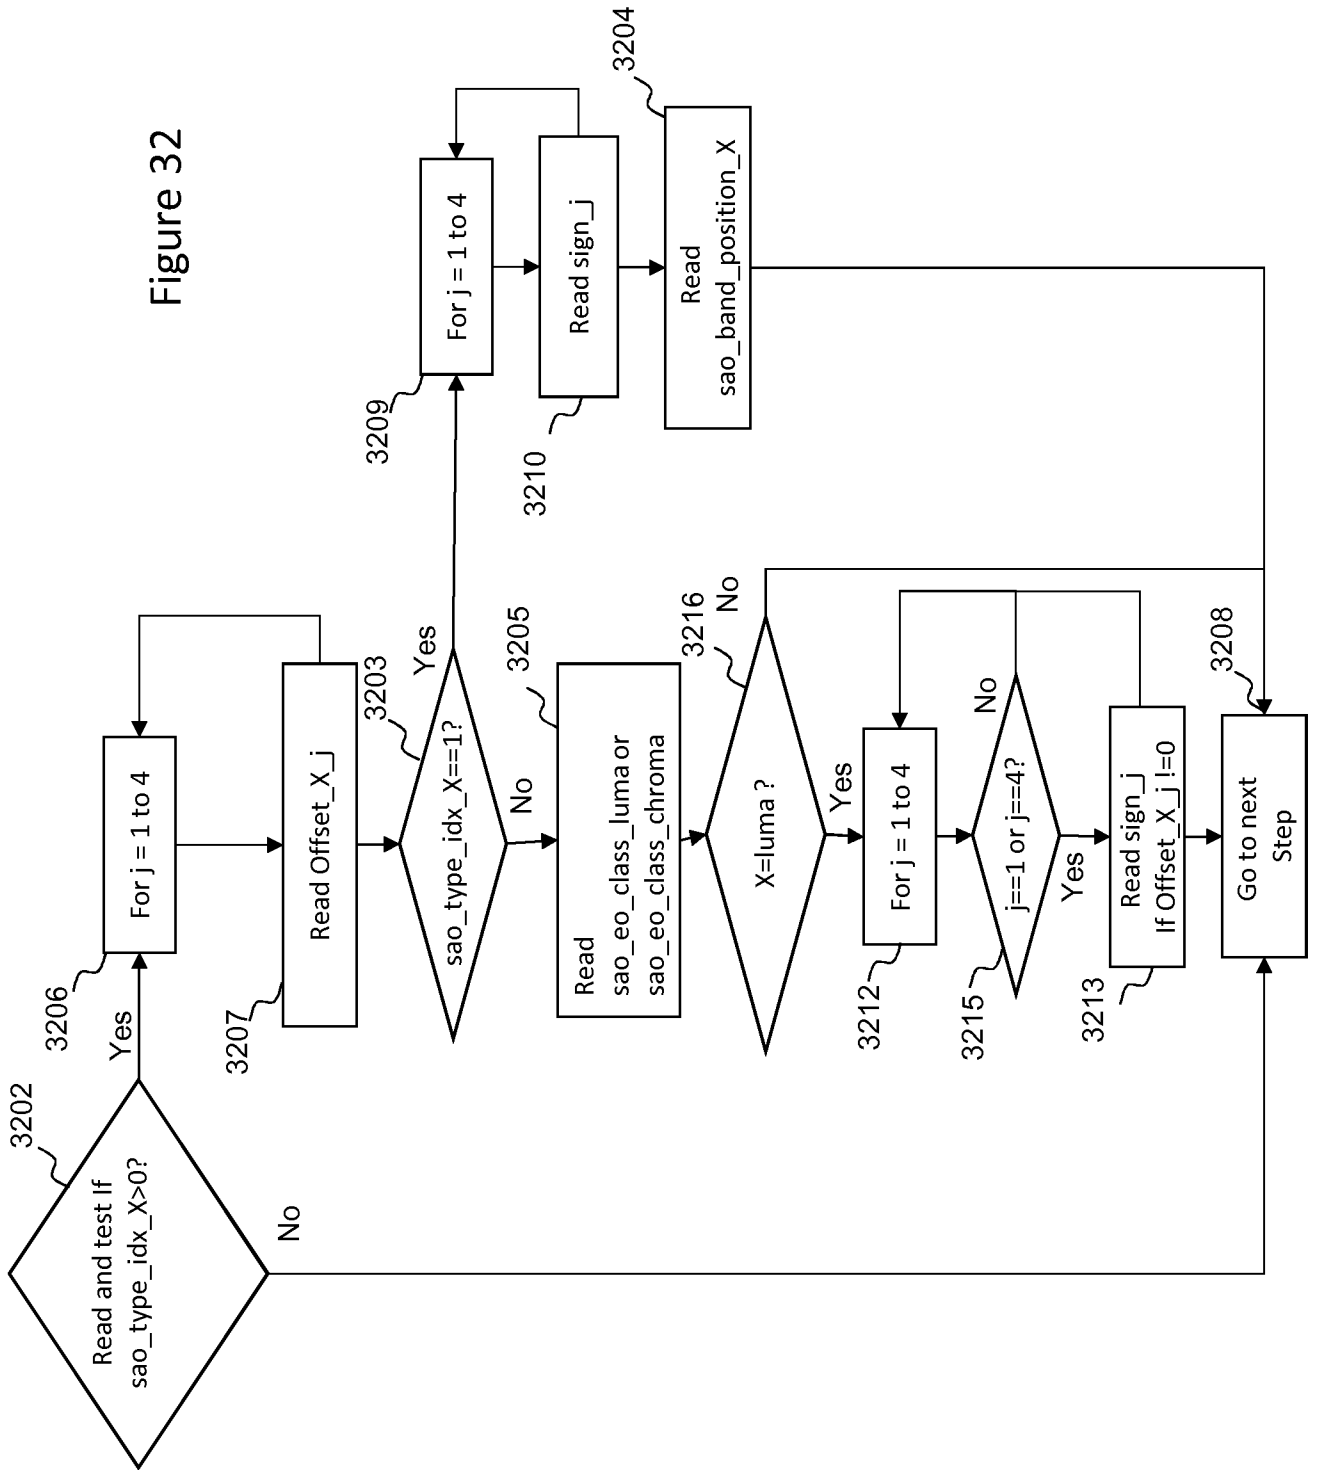 Figure 32
3202
Read and test If
sao_type_idx_X>0?
Yes
No
3206
For j = 1 to 4
3207
Read Offset_X_j
3203
sao_type_idx_X==1?
Yes
No
3209
For j = 1 to 4
3210
Read sign_j
3204
Read
sao_band_position_X
3205
Read
sao_eo_class_luma or
sao_eo_class_chroma
3216
X=luma ?
No
Yes
3212
For j = 1 to 4
3215
j==1 or j==4?
No
Yes
3213
Read sign_j
If Offset_X_j !=0
3208
Go to next
Step